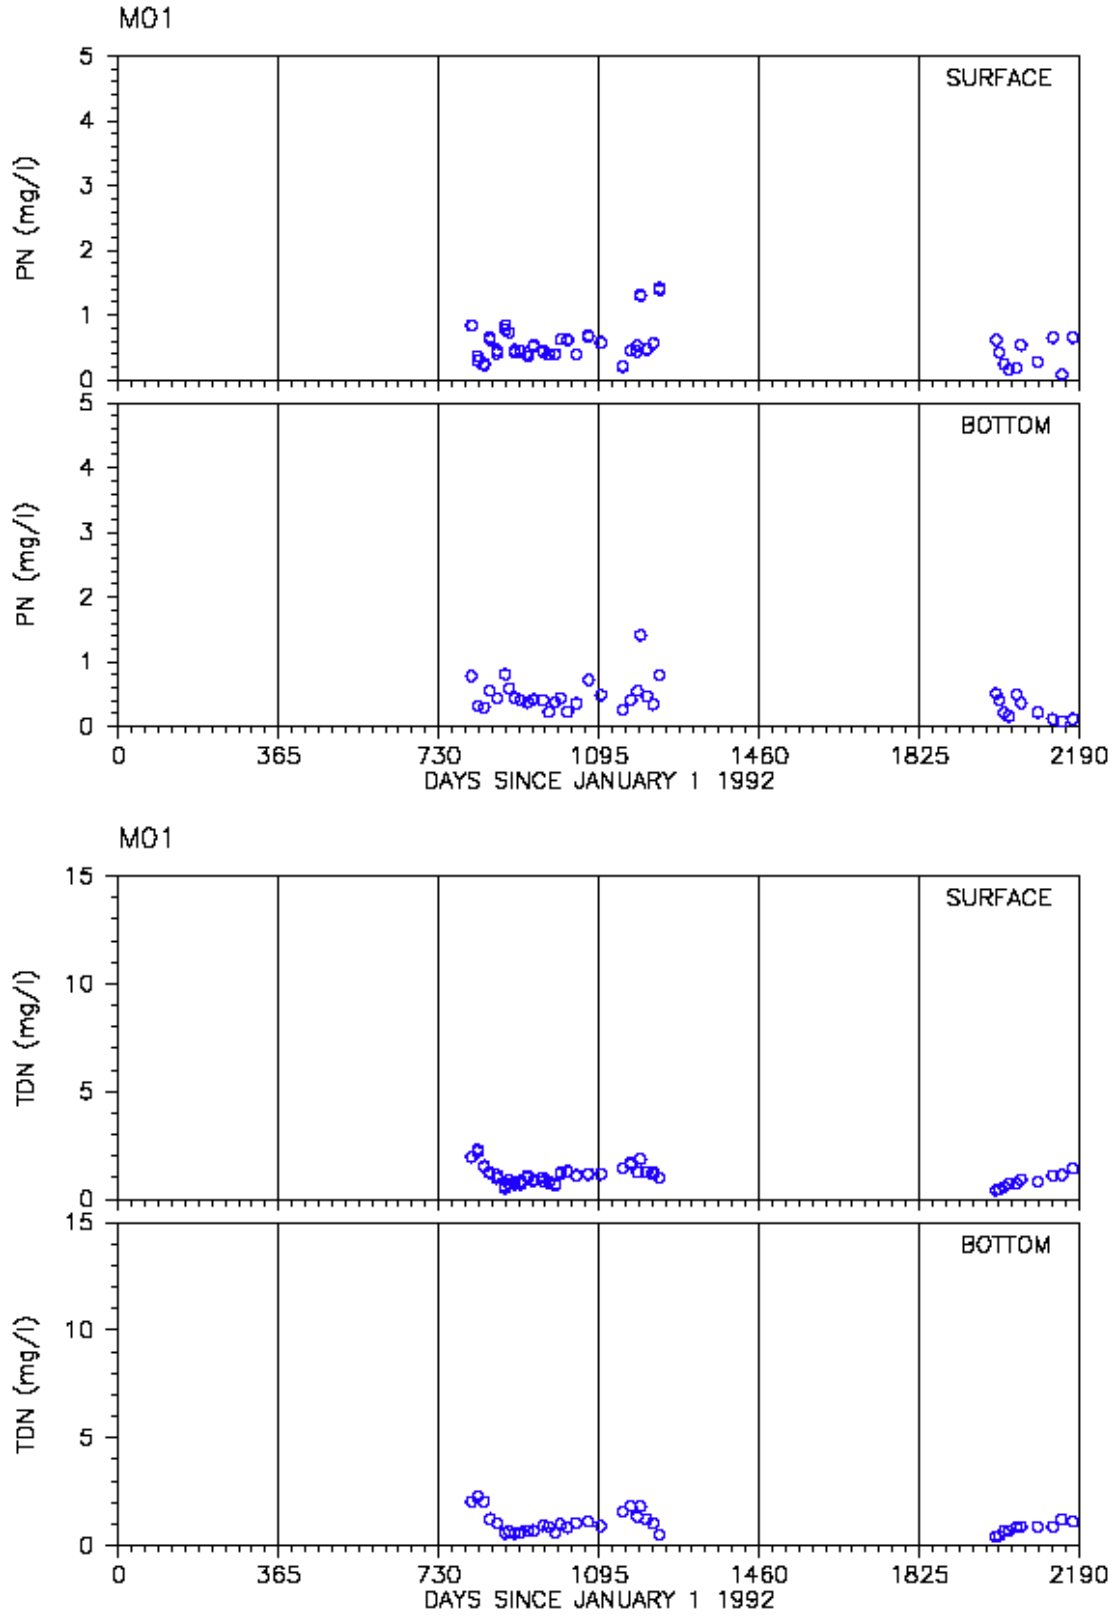 M01
5
SURFACE
4
3
PN (mg/l)
2
1
0
5
BOTTOM
4
3
PN (mg/l)
2
1
0
0 365 730 1095 1460 1825 2190
DAYS SINCE JANUARY 1 1992
M01
15
SURFACE
10
TDN (mg/l)
5
0
15
BOTTOM
10
TDN (mg/l)
5
0
0 365 730 1095 1460 1825 2190
DAYS SINCE JANUARY 1 1992